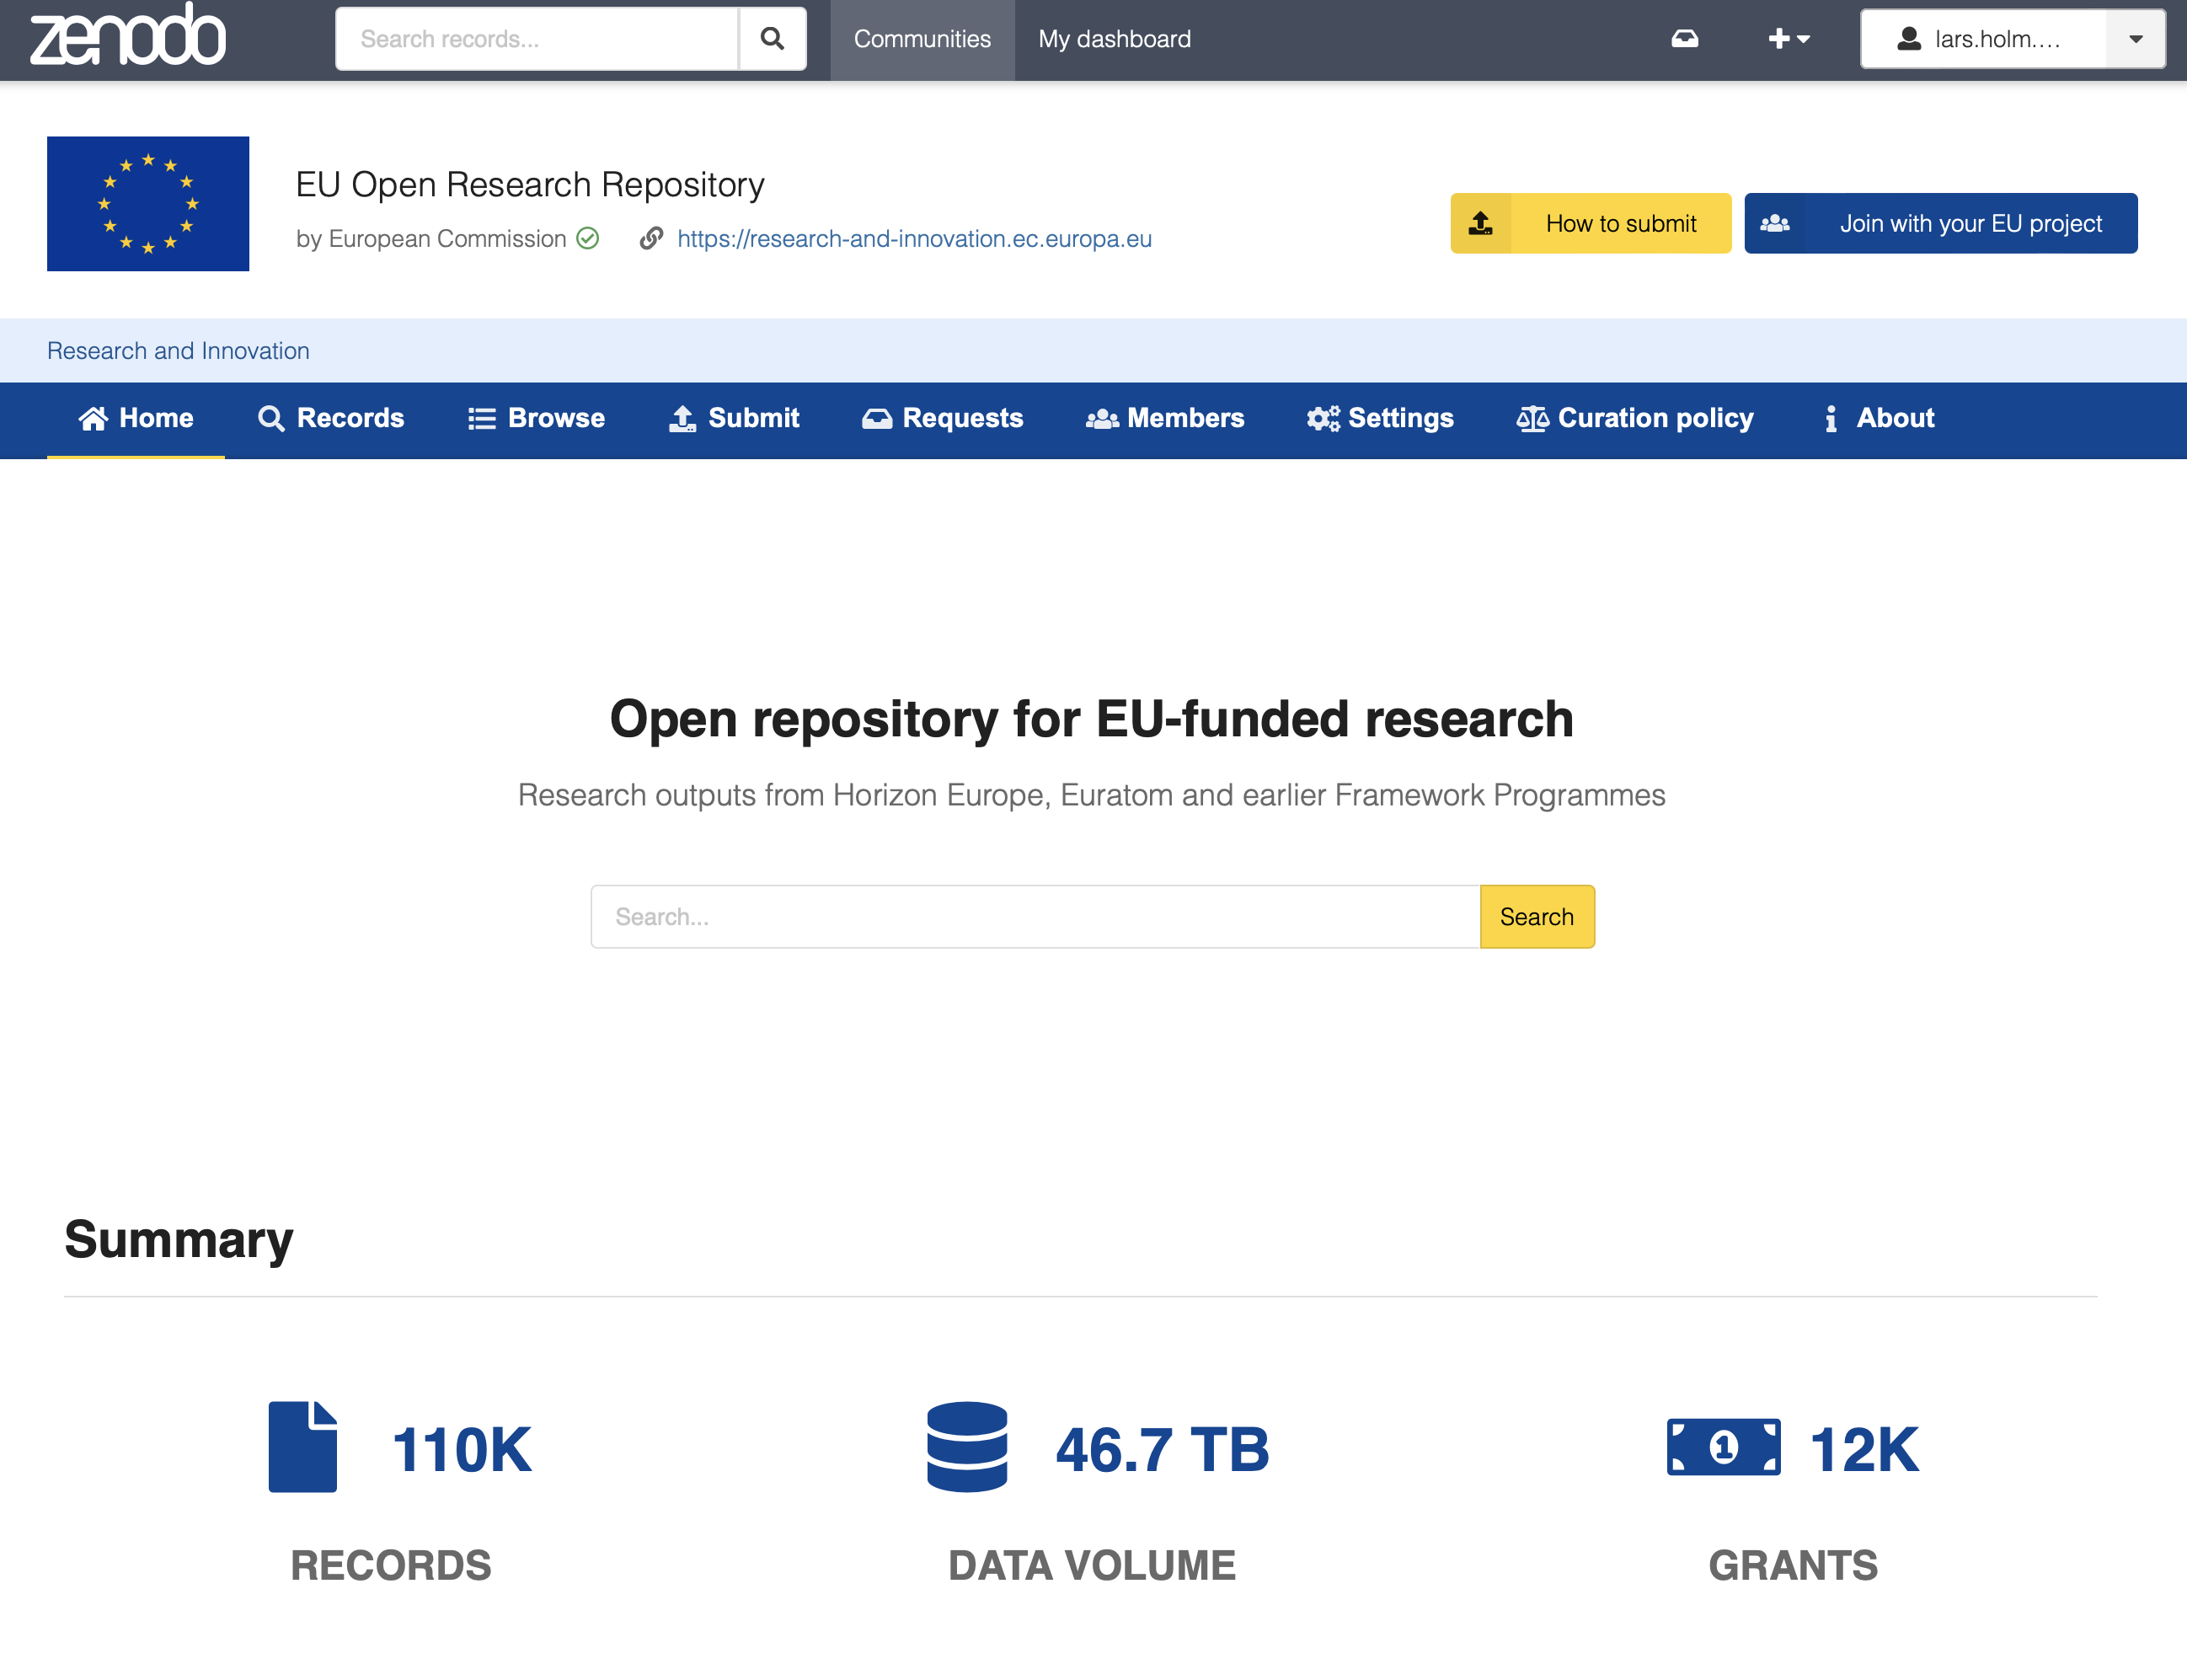 zenodo
Search records...
Communities
My dashboard
lars.holm....
EU Open Research Repository
by European Commission
https://research-and-innovation.ec.europa.eu
How to submit
Join with your EU project
Research and Innovation
Home
Records
Browse
Submit
Requests
Members
Settings
Curation policy
About
Open repository for EU-funded research
Research outputs from Horizon Europe, Euratom and earlier Framework Programmes
Search...
Search
Summary
110K
RECORDS
46.7 TB
DATA VOLUME
1
12K
GRANTS